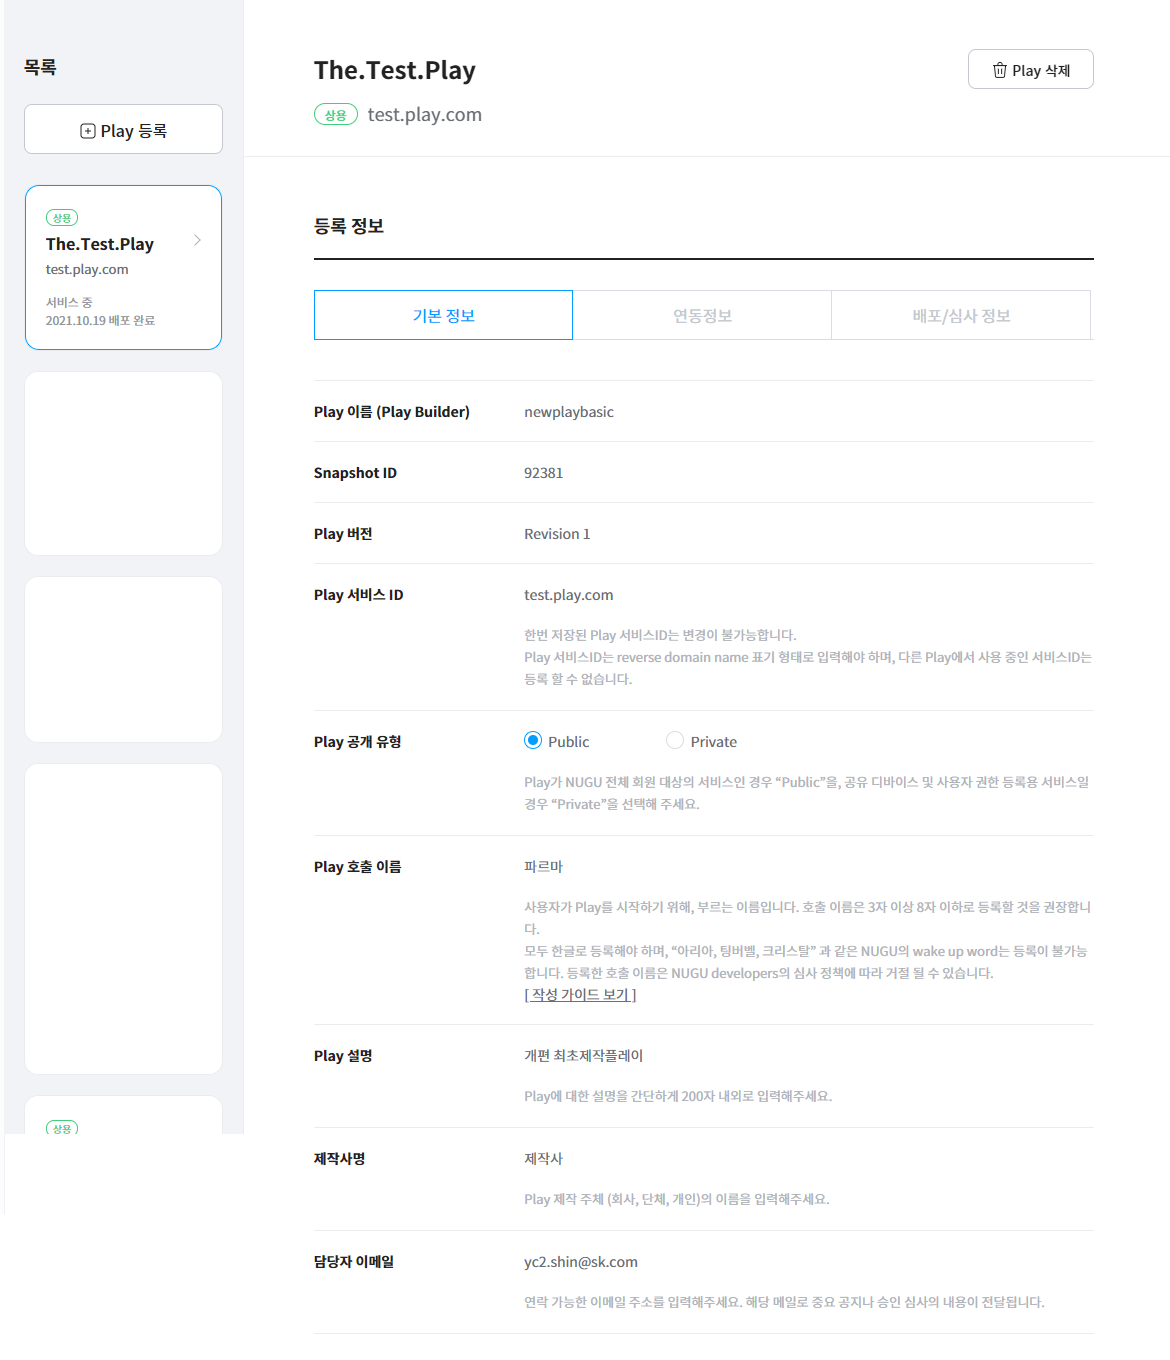 목록
Play 등록
상용
The.Test.Play
test.play.com
서비스 중
2021.10.19 배포 완료
상용
The.Test.Play
Play 삭제
상용 test.play.com
등록 정보
기본 정보
연동정보
배포/심사 정보
Play 이름 (Play Builder)
newplaybasic
Snapshot ID
92381
Play 버전
Revision 1
Play 서비스 ID
test.play.com
한번 저장된 Play 서비스ID는 변경이 불가능합니다.
Play 서비스ID는 reverse domain name 표기 형태로 입력해야 하며, 다른 Play에서 사용 중인 서비스ID는
등록 할 수 없습니다.
Play 공개 유형
Public
Private
Play가 NUGU 전체 회원 대상의 서비스인 경우 “Public”을, 공유 디바이스 및 사용자 권한 등록용 서비스일
경우 “Private”을 선택해 주세요.
Play 호출 이름
파르마
사용자가 Play를 시작하기 위해, 부르는 이름입니다. 호출 이름은 3자 이상 8자 이하로 등록할 것을 권장합니
다.
모두 한글로 등록해야 하며, “아리아, 팅버벨, 크리스탈” 과 같은 NUGU의 wake up word는 등록이 불가능
합니다. 등록한 호출 이름은 NUGU developers의 심사 정책에 따라 거절 될 수 있습니다.
[ 작성 가이드 보기 ]
Play 설명
개편 최초제작플레이
Play에 대한 설명을 간단하게 200자 내외로 입력해주세요.
제작사명
제작사
Play 제작 주체 (회사, 단체, 개인)의 이름을 입력해주세요.
담당자 이메일
yc2.shin@sk.com
연락 가능한 이메일 주소를 입력해주세요. 해당 메일로 중요 공지나 승인 심사의 내용이 전달됩니다.